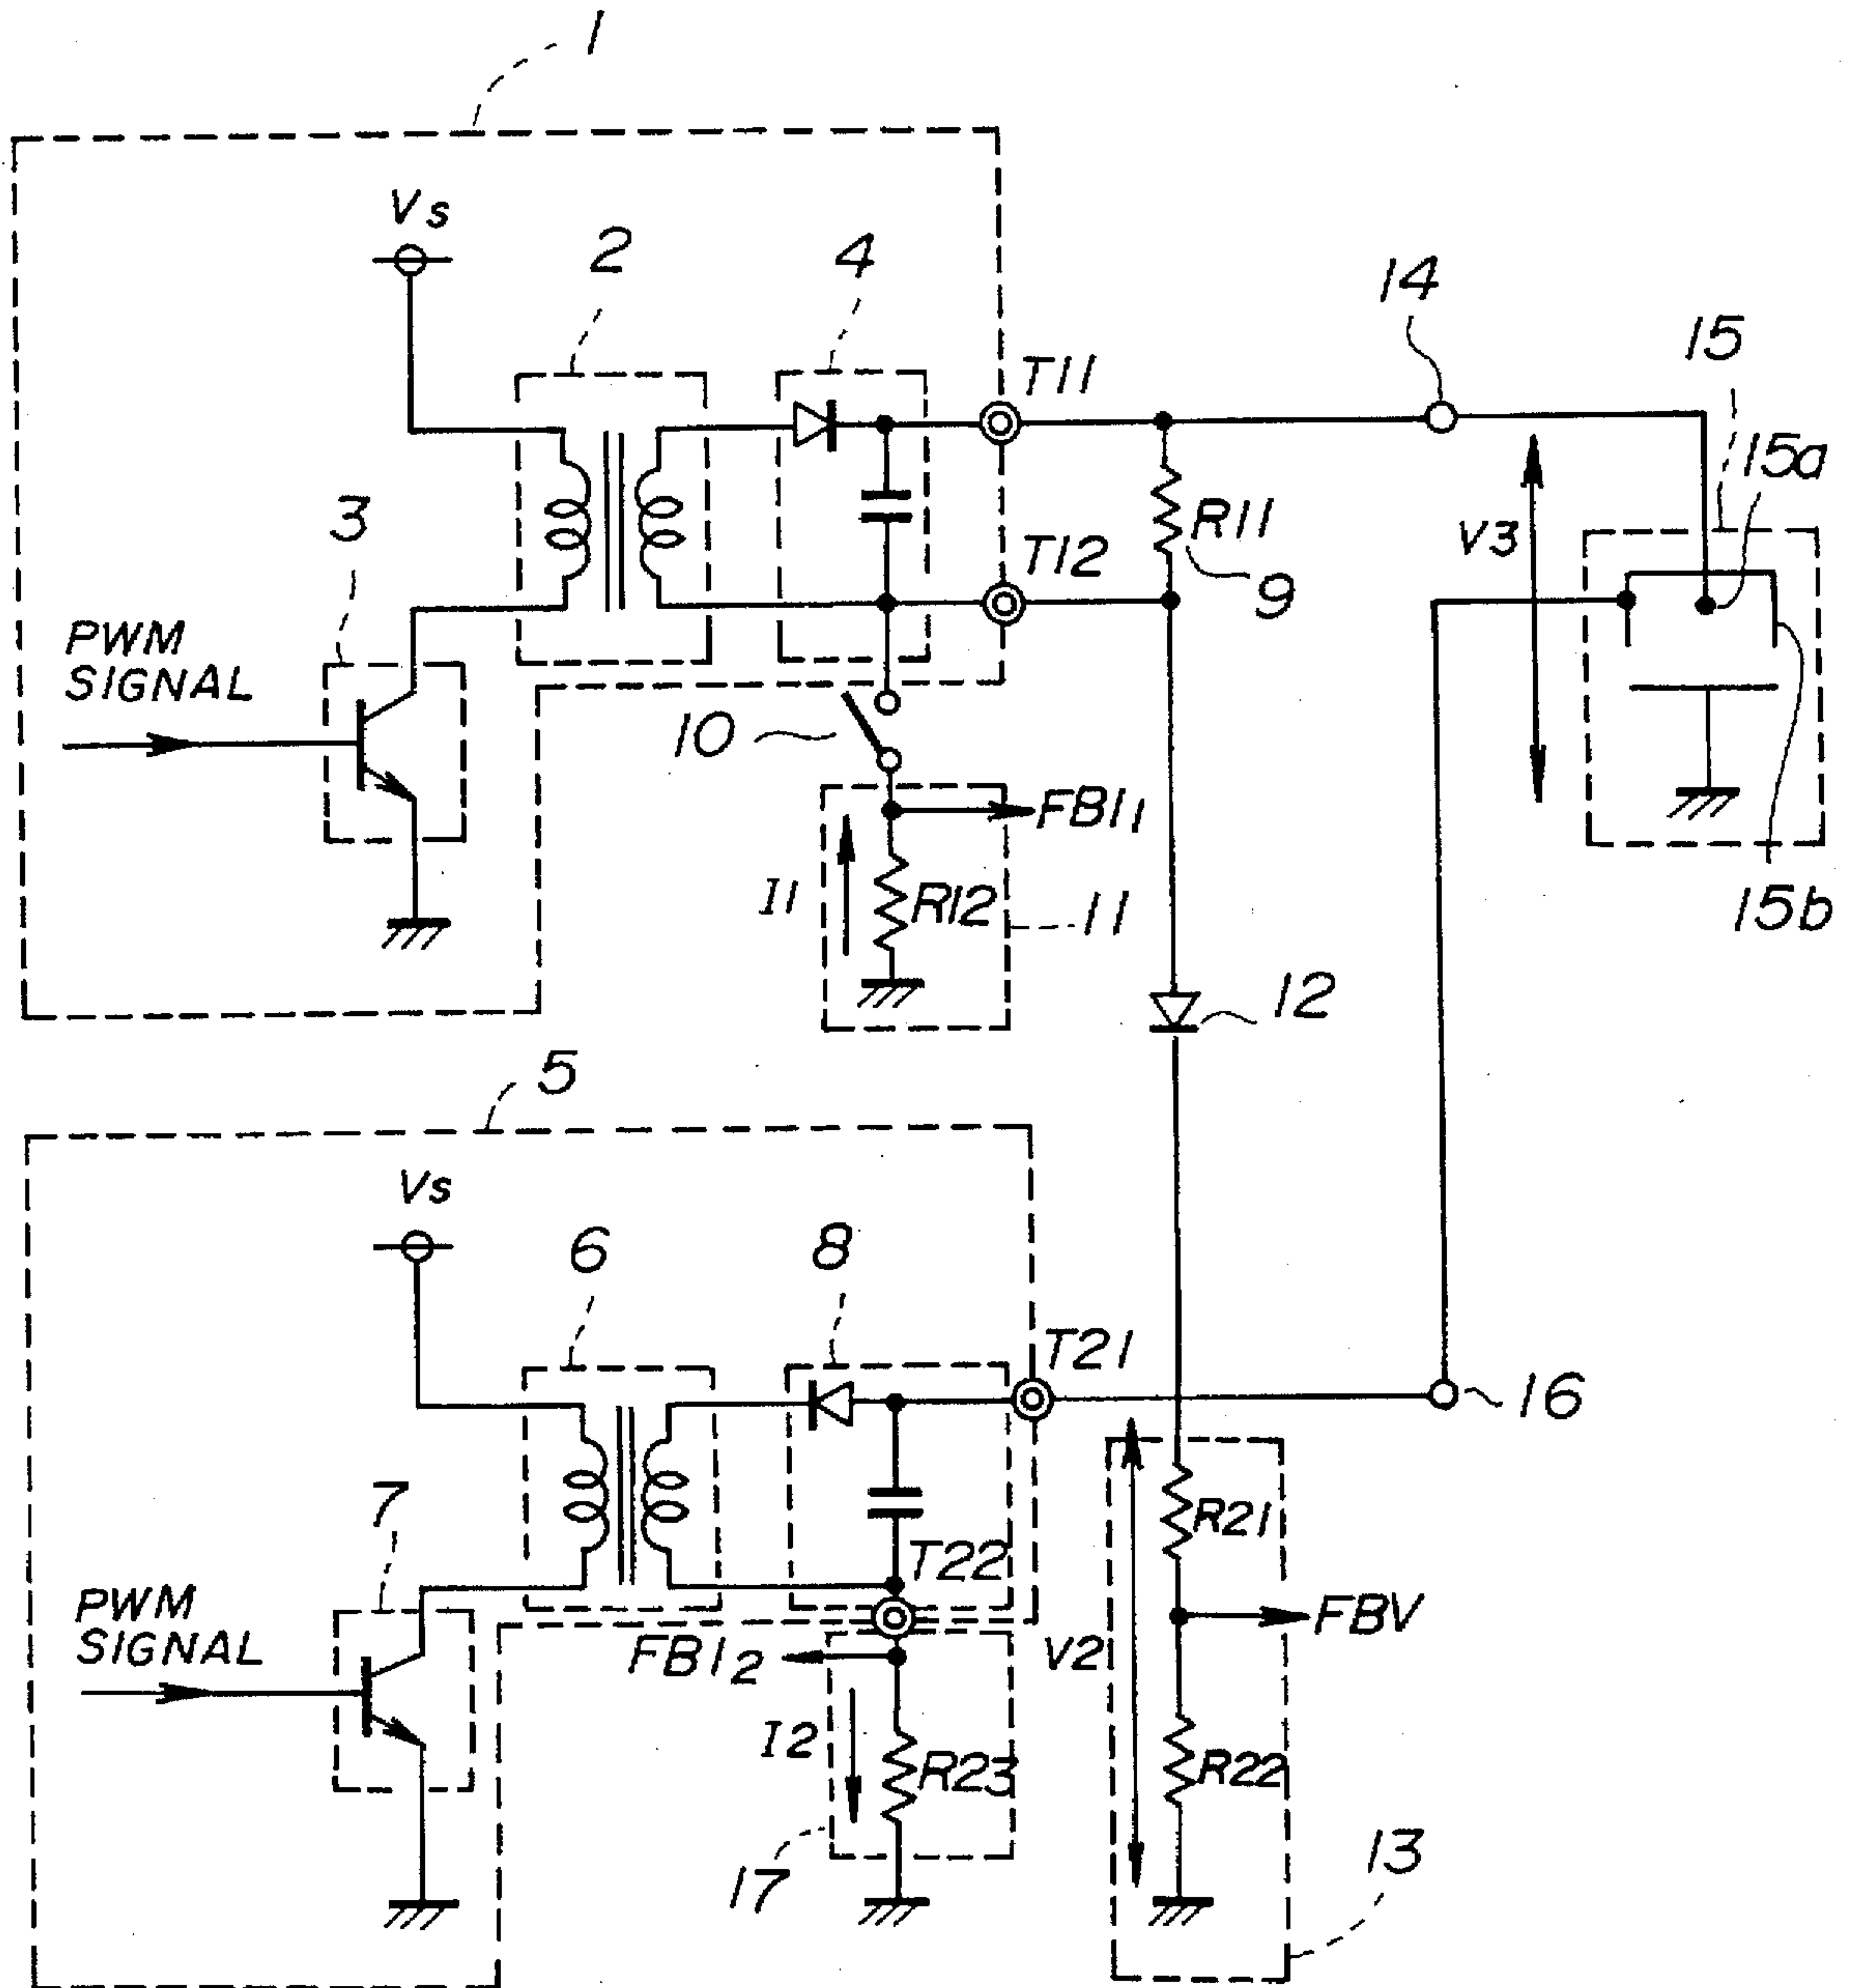 1
Vs
2
4
14
15
T11
15a
3
R11
V3
T12
9
PWM
SIGNAL
10
FBI1
I1
R12
11
15b
12
5
Vs
6
8
T21
16
7
R21
T22
PWM
SIGNAL
FBV
FBI2
V2
I2
R23
R22
17
13